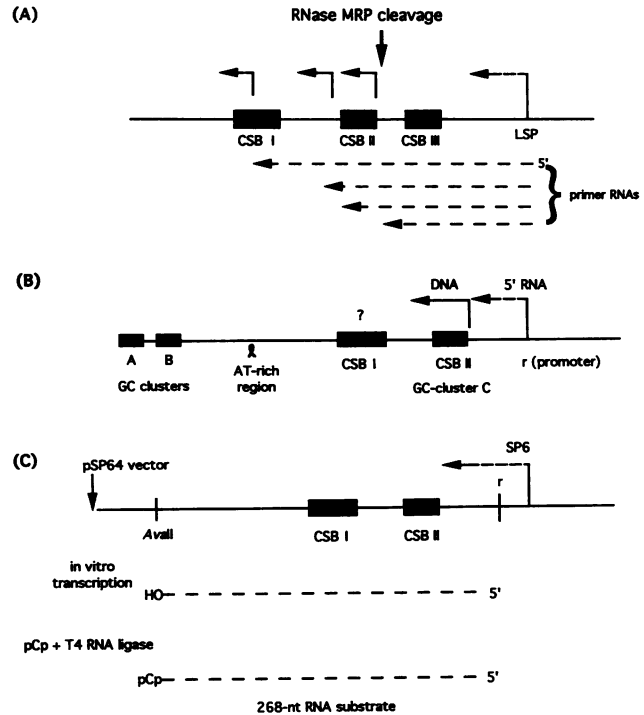 (A)
RNase MRP cleavage
CSB I
CSB II
CSB III
LSP
5'
primer RNAs
(B)
DNA
5' RNA
?
A
B
AT-rich
region
CSB I
CSB II
r (promoter)
GC clusters
GC-cluster C
(C)
pSP64 vector
SP6
r
AvaII
CSB I
CSB II
in vitro
transcription
HO
5'
pCp + T4 RNA ligase
pCp
5'
268-nt RNA substrate